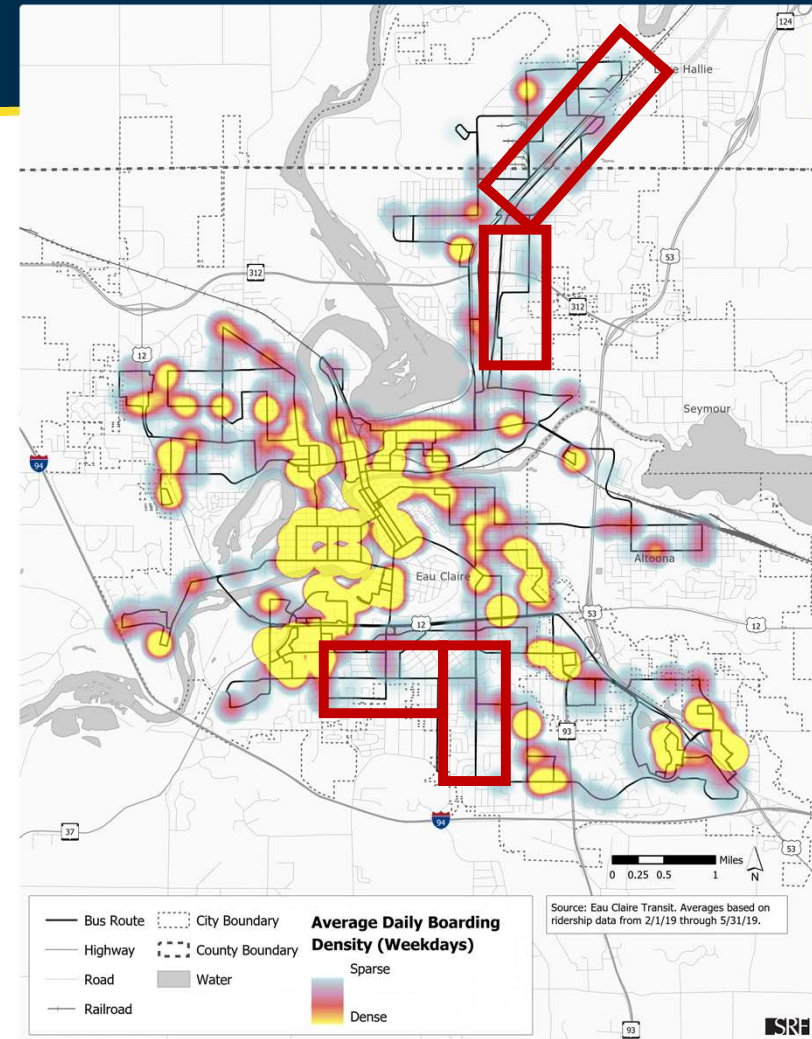 124
Hallie
53
312
312
12
Seymour
94
Altoona
Eau Claire
12
53
12
93
94
37
53
Miles
0 0.25 0.5 1
N
Bus Route
Highway
Road
Railroad
City Boundary
County Boundary
Water
Average Daily Boarding
Density (Weekdays)
Sparse
Dense
Source: Eau Claire Transit. Averages based on
ridership data from 2/1/19 through 5/31/19.
93
SRF